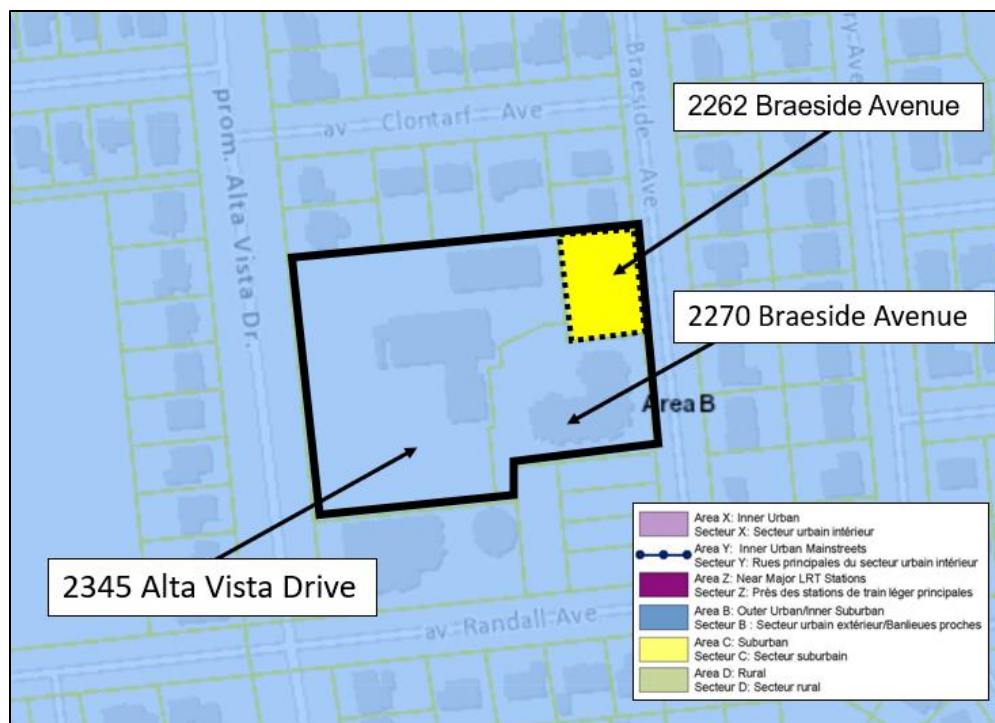 2262 Braeside Avenue
Braeside Ave.
ry Ave
prom. Alta Vista Dr.
av Clontarf Ave
2270 Braeside Avenue
Area B
2345 Alta Vista Drive
av Randall Ave
Area X: Inner Urban
Secteur X: Secteur urbain intérieur
Area Y: Inner Urban Mainstreets
Secteur Y: Rues principales du secteur urbain intérieur
Area Z: Near Major LRT Stations
Secteur Z: Près des stations de train léger principales
Area B: Outer Urban/Inner Suburban
Secteur B : Secteur urbain extérieur/Banlieues proches
Area C: Suburban
Secteur C: Secteur suburbain
Area D: Rural
Secteur D: Secteur rural